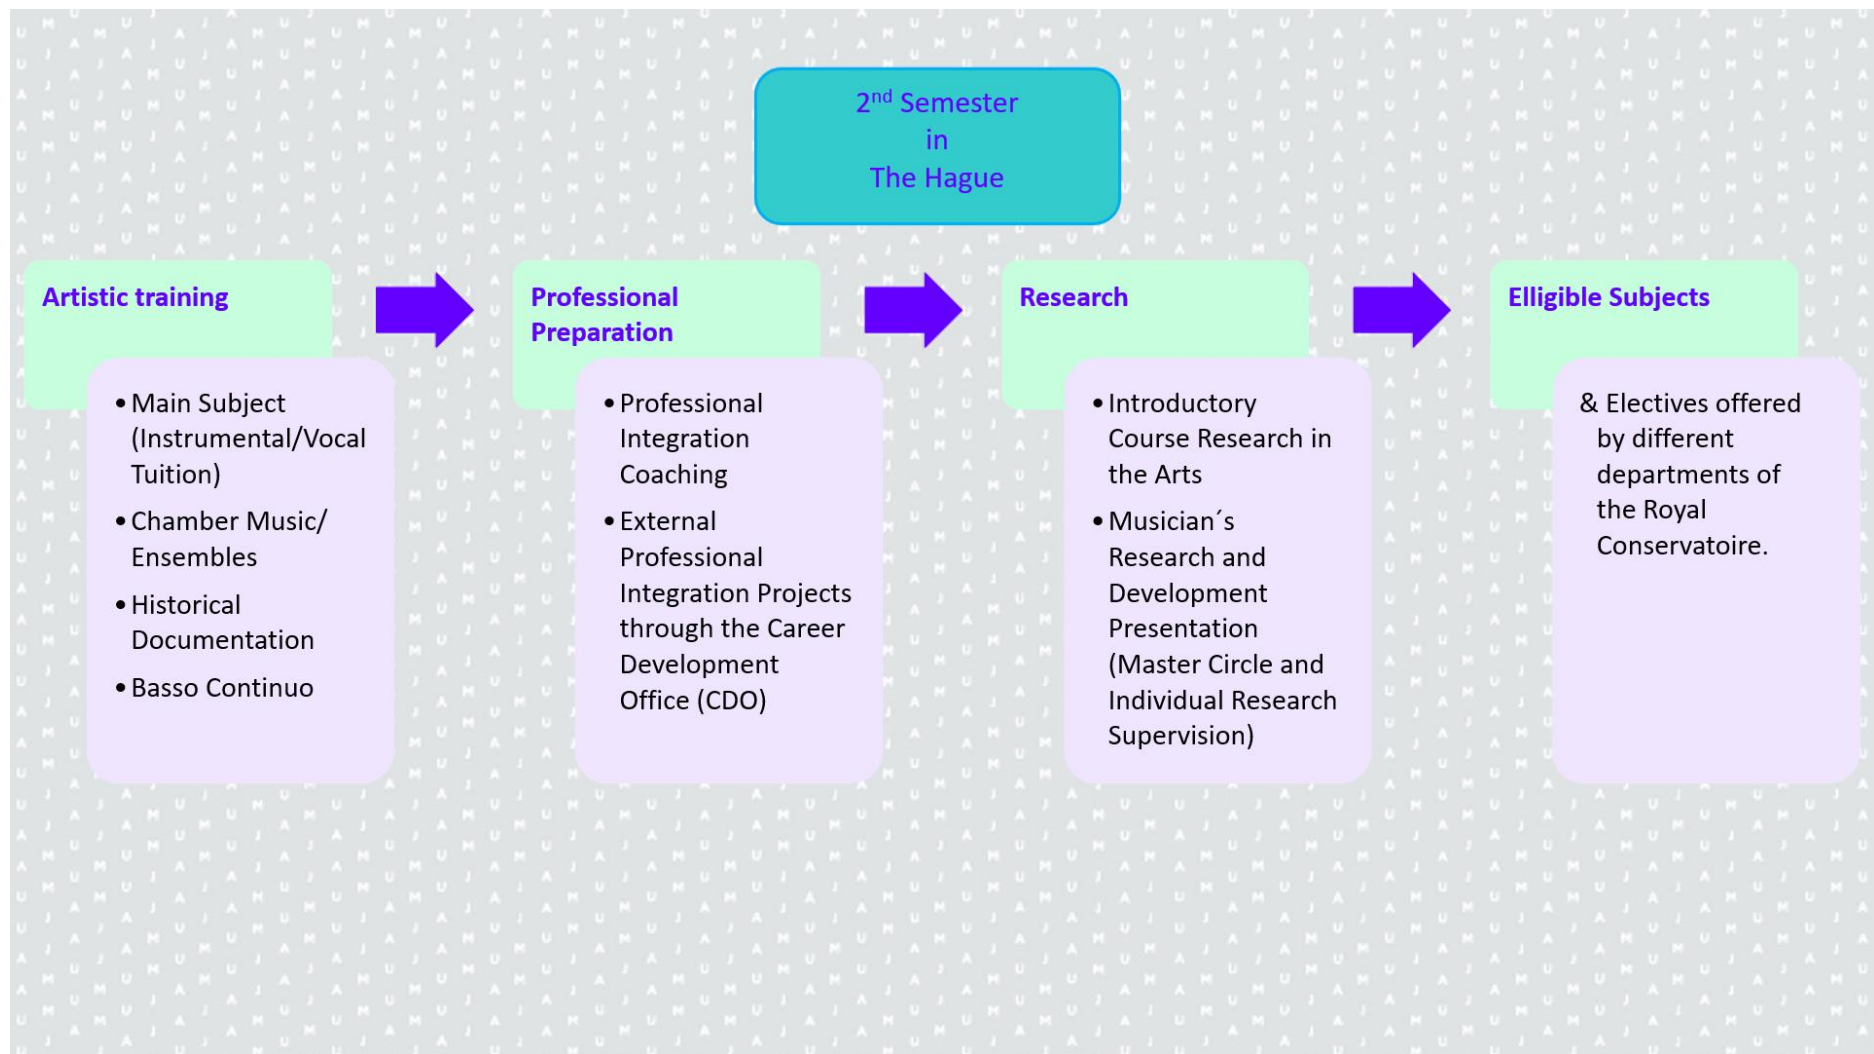 2nd Semester
in
The Hague
Artistic training
• Main Subject
(Instrumental/Vocal
Tuition)
• Chamber Music/
Ensembles
• Historical
Documentation
• Basso Continuo
Professional
Preparation
• Professional
Integration
Coaching
• External
Professional
Integration Projects
through the Career
Development
Office (CDO)
Research
• Introductory
Course Research in
the Arts
• Musician´s
Research and
Development
Presentation
(Master Circle and
Individual Research
Supervision)
Elligible Subjects
& Electives offered
by different
departments of
the Royal
Conservatoire.